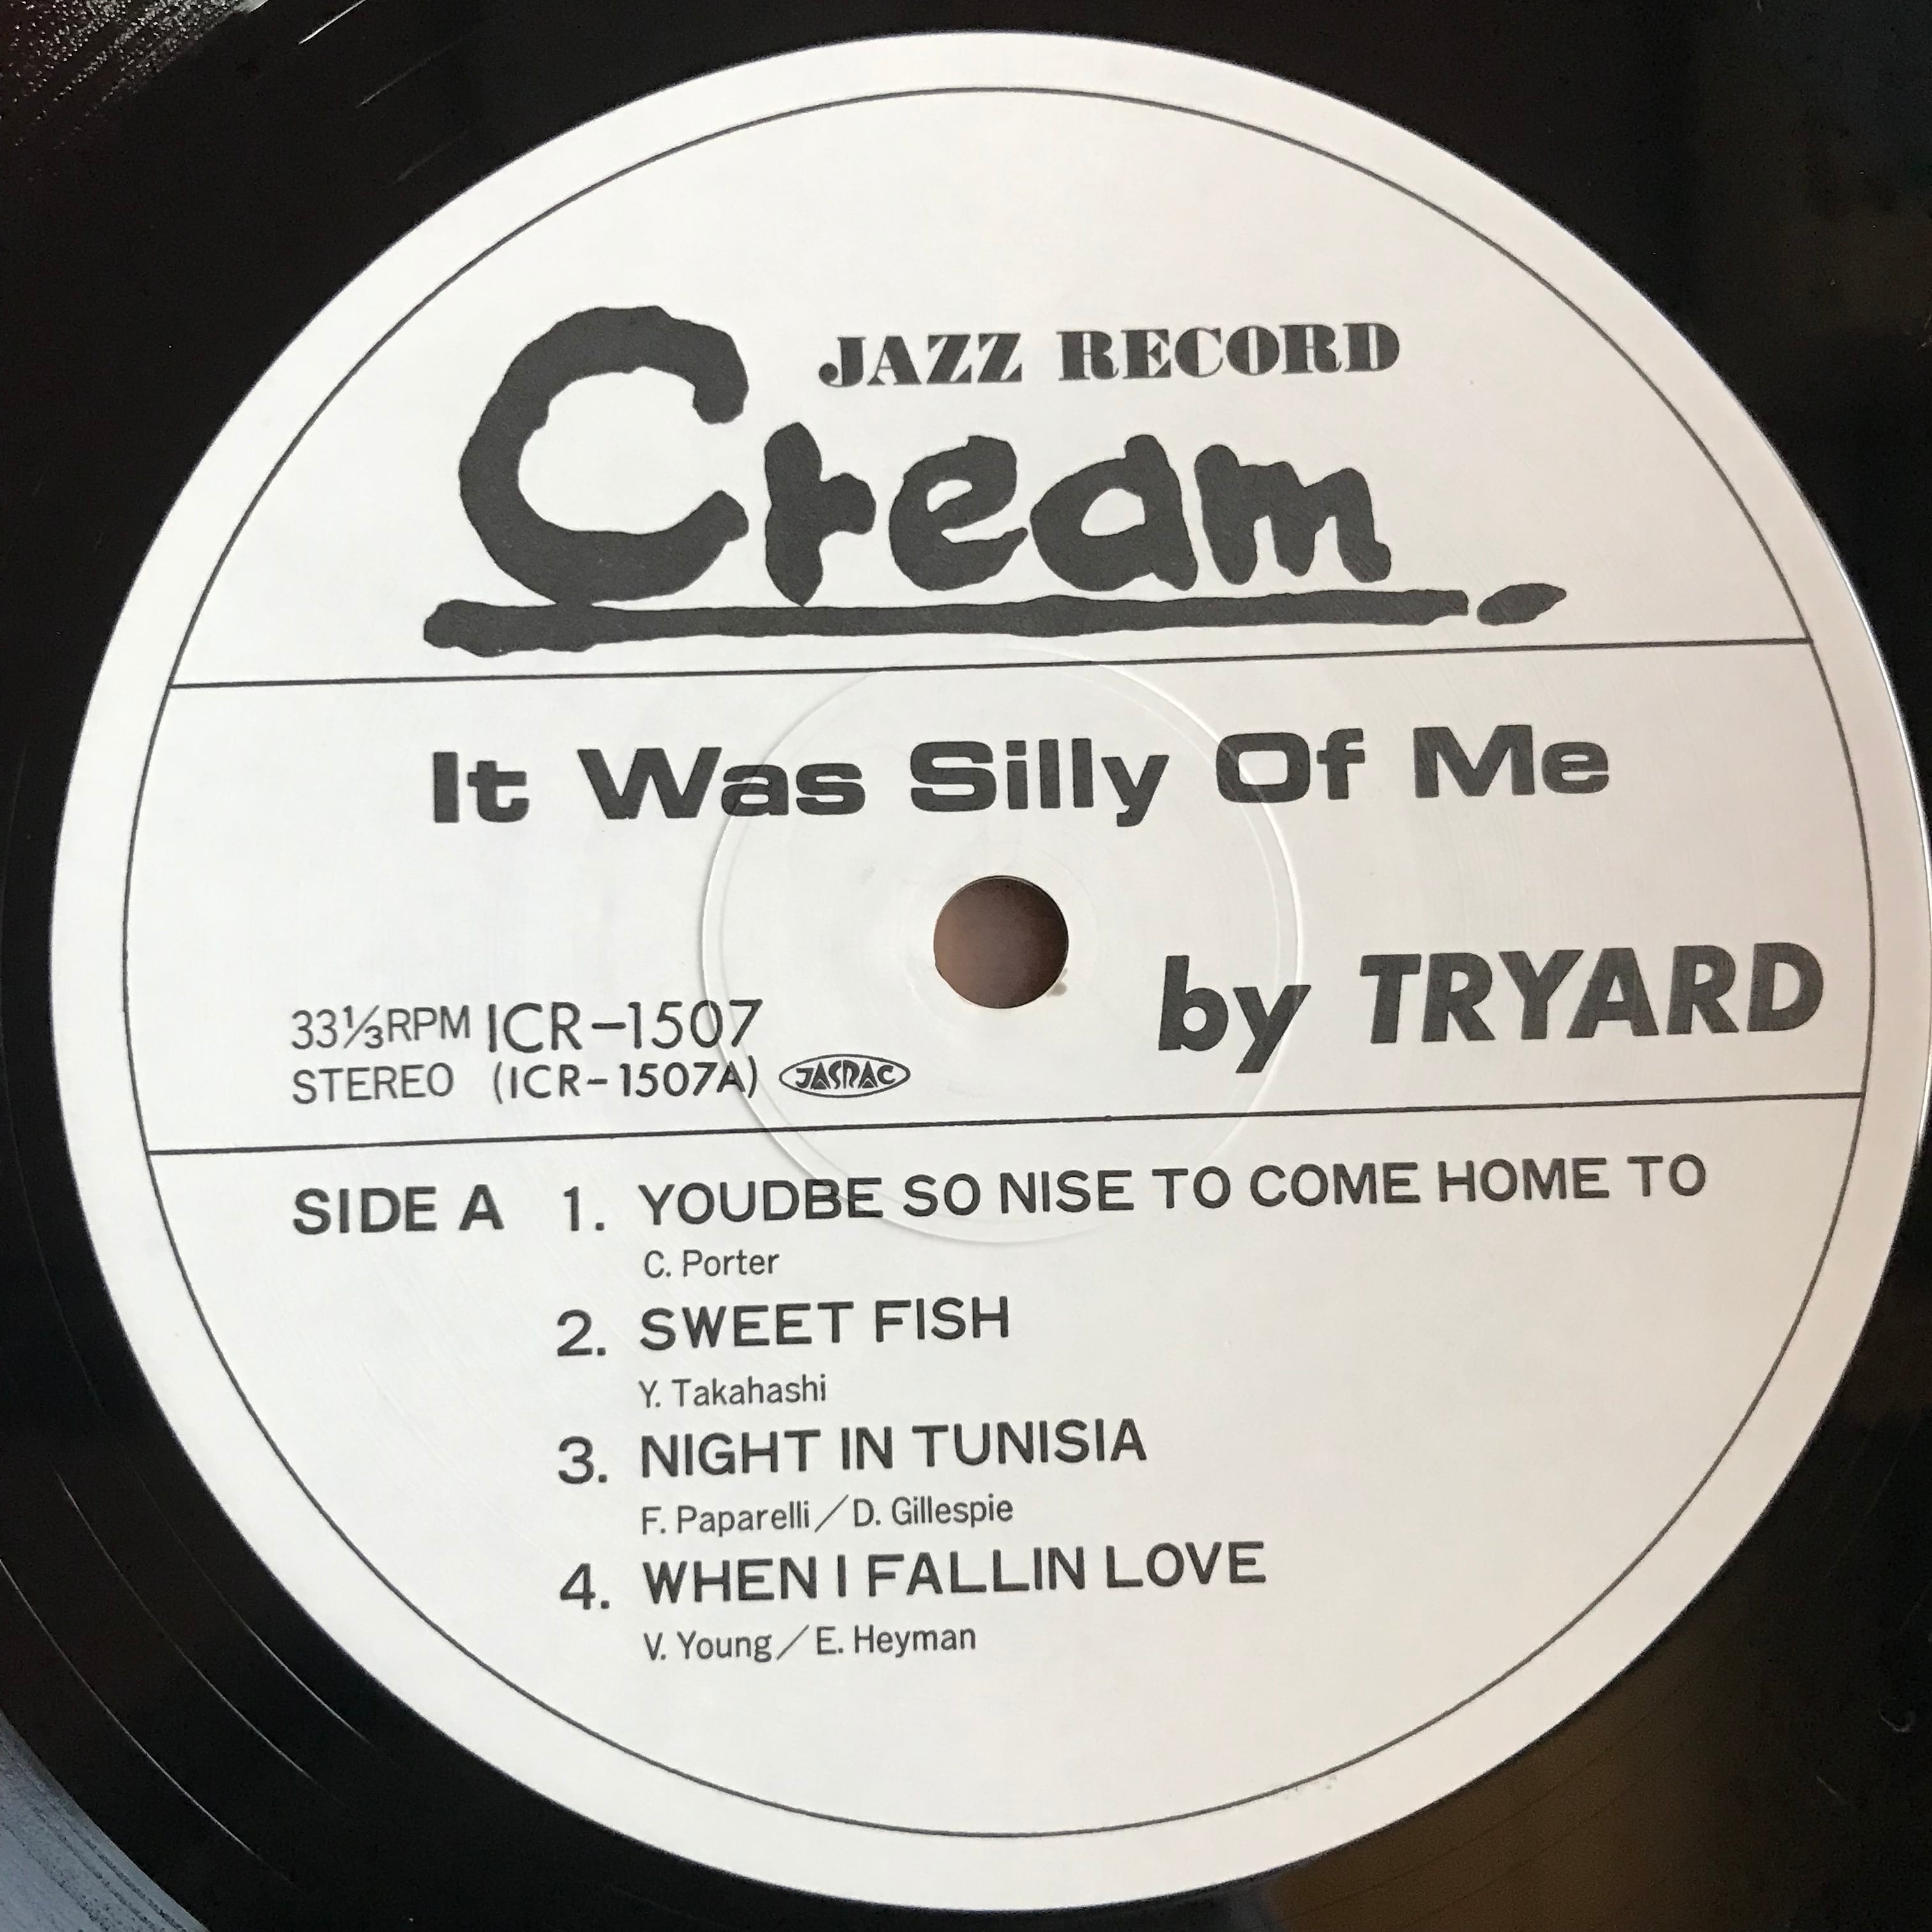 JAZZ RECORD
Cream
It Was Silly Of Me
by TRYARD
33⅓RPM ICR-1507
STEREO (ICR-1507A) JASRAC
SIDE A 1. YOUDBE SO NISE TO COME HOME TO
C. Porter
2. SWEET FISH
Y. Takahashi
3. NIGHT IN TUNISIA
F. Paparelli/D. Gillespie
4. WHEN I FALLIN LOVE
V. Young/E. Heyman